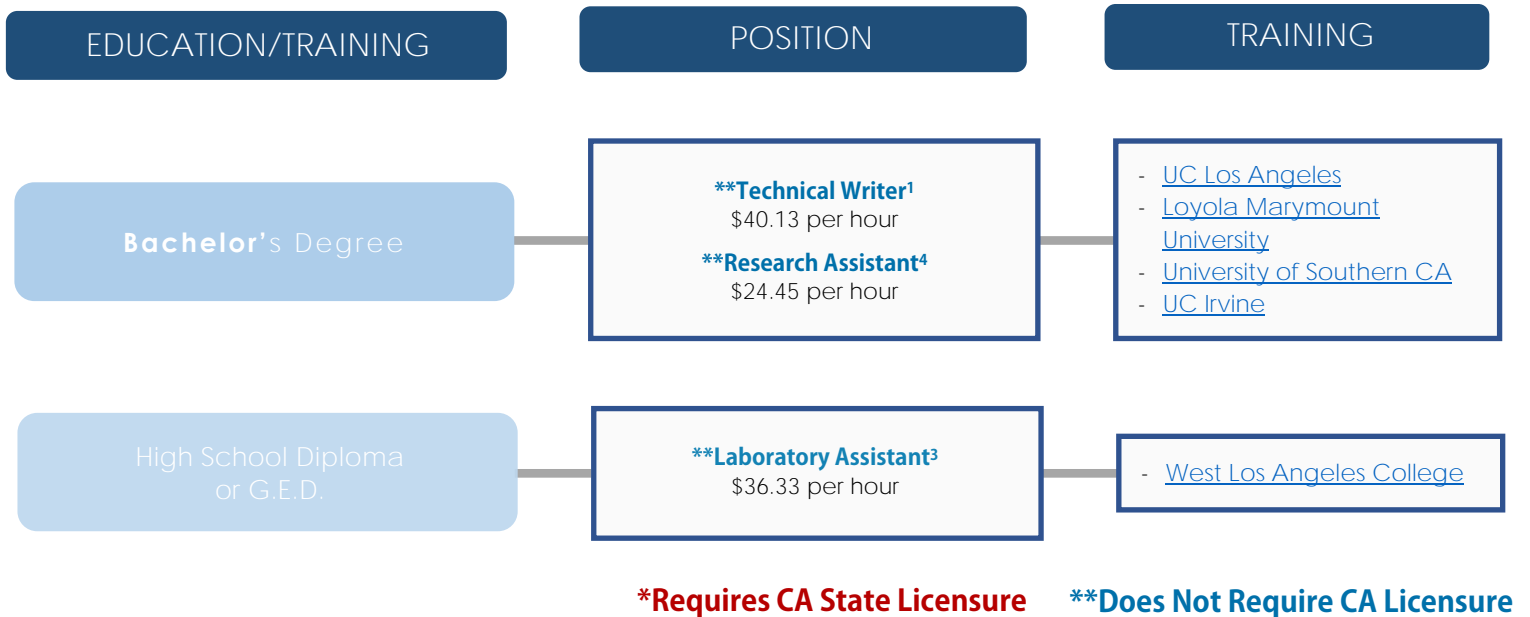 EDUCATION/TRAINING
POSITION
TRAINING
Bachelor's Degree
**Technical Writer¹
$40.13 per hour
**Research Assistant⁴
$24.45 per hour
- UC Los Angeles
- Loyola Marymount
University
- University of Southern CA
- UC Irvine
High School Diploma
or G.E.D.
**Laboratory Assistant³
$36.33 per hour
- West Los Angeles College
*Requires CA State Licensure
**Does Not Require CA Licensure